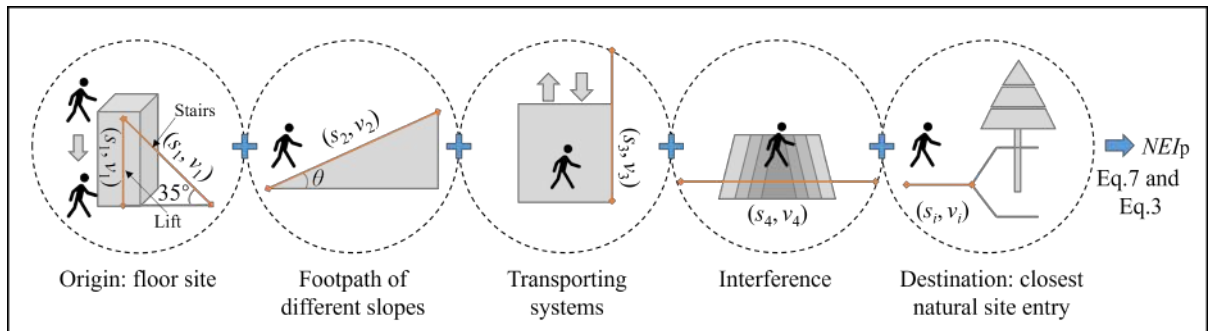 Stairs
(s₁, v₁)
(s₁, v₁)
35°
Lift
Origin: floor site
(s₂, v₂)
θ
Footpath of
different slopes
(s₃, v₃)
Transporting
systems
(s₄, v₄)
Interference
(sᵢ, vᵢ)
Destination: closest
natural site entry
NEIₚ
Eq.7 and
Eq.3